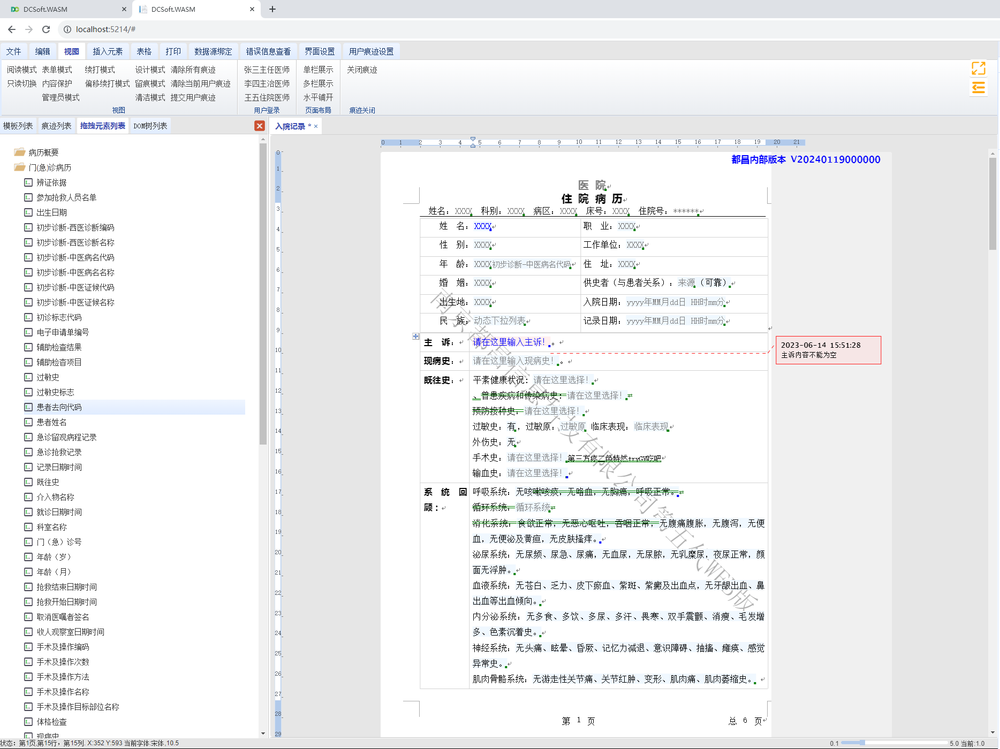 DCSoft.WASM
DCSoft.WASM
localhost:5214/#
文件 编辑 视图 插入元素 表格 打印 数据源绑定 错误信息查看 界面设置 用户痕迹设置
阅读模式 表单模式 续打模式 设计模式 清除所有痕迹 张三主任医师 单栏展示 关闭痕迹
只读切换 内容保护 偏移续打模式 留痕模式 清除当前用户痕迹 李四主治医师 多栏展示
管理员模式 清洁模式 提交用户痕迹 王五住院医师 水平铺开
视图 用户登录 页面布局 痕迹关闭
模板列表 痕迹列表 拖拽元素列表 DOM树列表
病历概要
门(急)诊病历
辨证依据
参加抢救人员名单
出生日期
初步诊断-西医诊断编码
初步诊断-西医诊断名称
初步诊断-中医病名代码
初步诊断-中医病名名称
初步诊断-中医证候代码
初步诊断-中医证候名称
初诊标志代码
电子申请单编号
辅助检查结果
辅助检查项目
过敏史
过敏史标志
患者去向代码
患者姓名
急诊留观病程记录
急诊抢救记录
记录日期时间
既往史
介入物名称
就诊日期时间
科室名称
门（急）诊号
年龄（岁）
年龄（月）
抢救结束日期时间
抢救开始日期时间
取消医嘱者签名
收入观察室日期时间
手术及操作编码
手术及操作次数
手术及操作方法
手术及操作名称
手术及操作目标部位名称
体格检查
现病史
入院记录 *
0 1 2 3 4 5 6 7 8 9 10 11 12 13 14 15 16 17 18 19 20 21
0
1
2
3
4
5
6
7
8
9
10
11
12
13
14
15
16
17
18
19
20
21
22
23
24
25
26
27
28
29
都昌内部版本 V20240119000000
医 院
住 院 病 历
姓名：XXXX 科别：XXXX 病区：XXXX 床号：XXXX 住院号：******
姓 名：XXXX 职 业：XXXX
性 别：XXXX 工作单位：XXXX
年 龄：XXXX初步诊断-中医病名代码 住 址：XXXX
婚 姻：XXXX 供史者（与患者关系）：来源（可靠）
出生地：XXXX 入院日期：yyyy年MM月dd日 HH时mm分
民 族：动态下拉列表 记录日期：yyyy年MM月dd日 HH时mm分
主 诉： 请在这里输入主诉！。
2023-06-14 15:51:28
主诉内容不能为空
现病史： 请在这里输入现病史！。
既往史： 平素健康状况：请在这里选择！
、曾患疾病和传染病史：请在这里选择！
预防接种史：请在这里选择！
过敏史：有，过敏原：过敏原 临床表现：临床表现
外伤史：无
手术史：请在这里选择！
输血史：请在这里选择！
系 统 回 顾：
呼吸系统：无咳嗽咳痰，无咯血，无胸痛，呼吸正常。
循环系统：循环系统
消化系统：食欲正常，无恶心呕吐，吞咽正常，无腹痛腹胀，无腹泻，无便
血，无便泌及黄疸，无皮肤搔痒。
泌尿系统：无尿频、尿急、尿痛，无血尿，无尿脓，无乳糜尿，夜尿正常，颜
面无浮肿。
血液系统：无苍白、乏力、皮下瘀血、紫斑、紫癜及出血点，无牙龈出血、鼻
出血等出血倾向。
内分泌系统：无多食、多饮、多尿、多汗、畏寒、双手震颤、消瘦、毛发增
多、色素沉着史。
神经系统：无头痛、眩晕、昏厥、记忆力减退、意识障碍、抽搐、瘫痪、感觉
异常史。
肌肉骨骼系统：无游走性关节痛、关节红肿、变形、肌肉痛、肌肉萎缩史。
南京都昌信息科技有限公司第五代WEB版
第 1 页 总 6 页
状态：第1页,第15行，第15列. X:352 Y:593 当前字体:宋体,10.5
0.1 5.0 当前:1.0